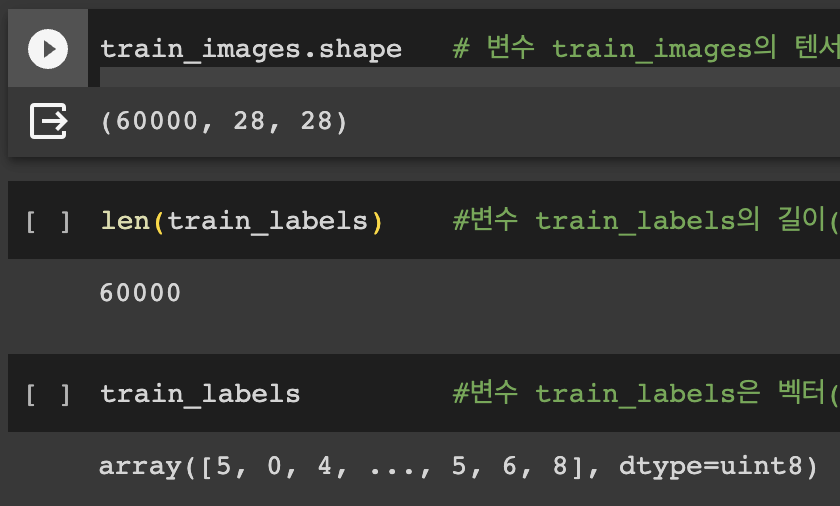 train_images.shape # 변수 train_images의 텐서
(60000, 28, 28)
[ ] len(train_labels) #변수 train_labels의 길이(
60000
[ ] train_labels #변수 train_labels은 벡터(
array([5, 0, 4, ..., 5, 6, 8], dtype=uint8)